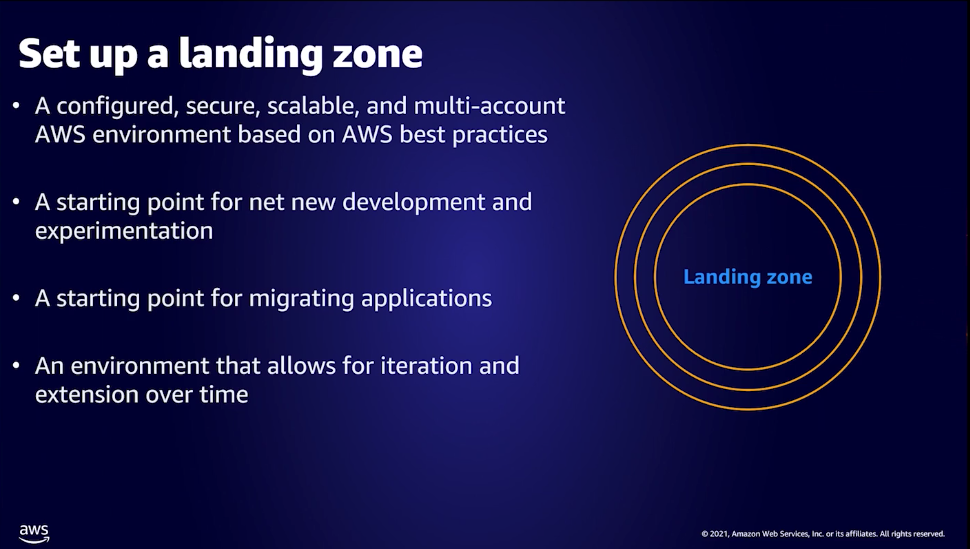 Set up a landing zone
• A configured, secure, scalable, and multi-account
AWS environment based on AWS best practices
• A starting point for net new development and
experimentation
• A starting point for migrating applications
• An environment that allows for iteration and
extension over time
Landing zone
aws
© 2021, Amazon Web Services, Inc. or its affiliates. All rights reserved.